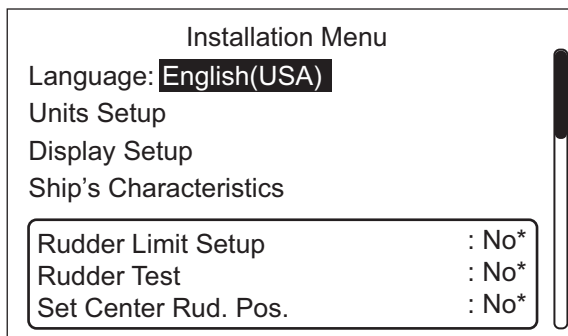 Installation Menu
Language: English(USA)
Units Setup
Display Setup
Ship's Characteristics
Rudder Limit Setup : No*
Rudder Test : No*
Set Center Rud. Pos. : No*